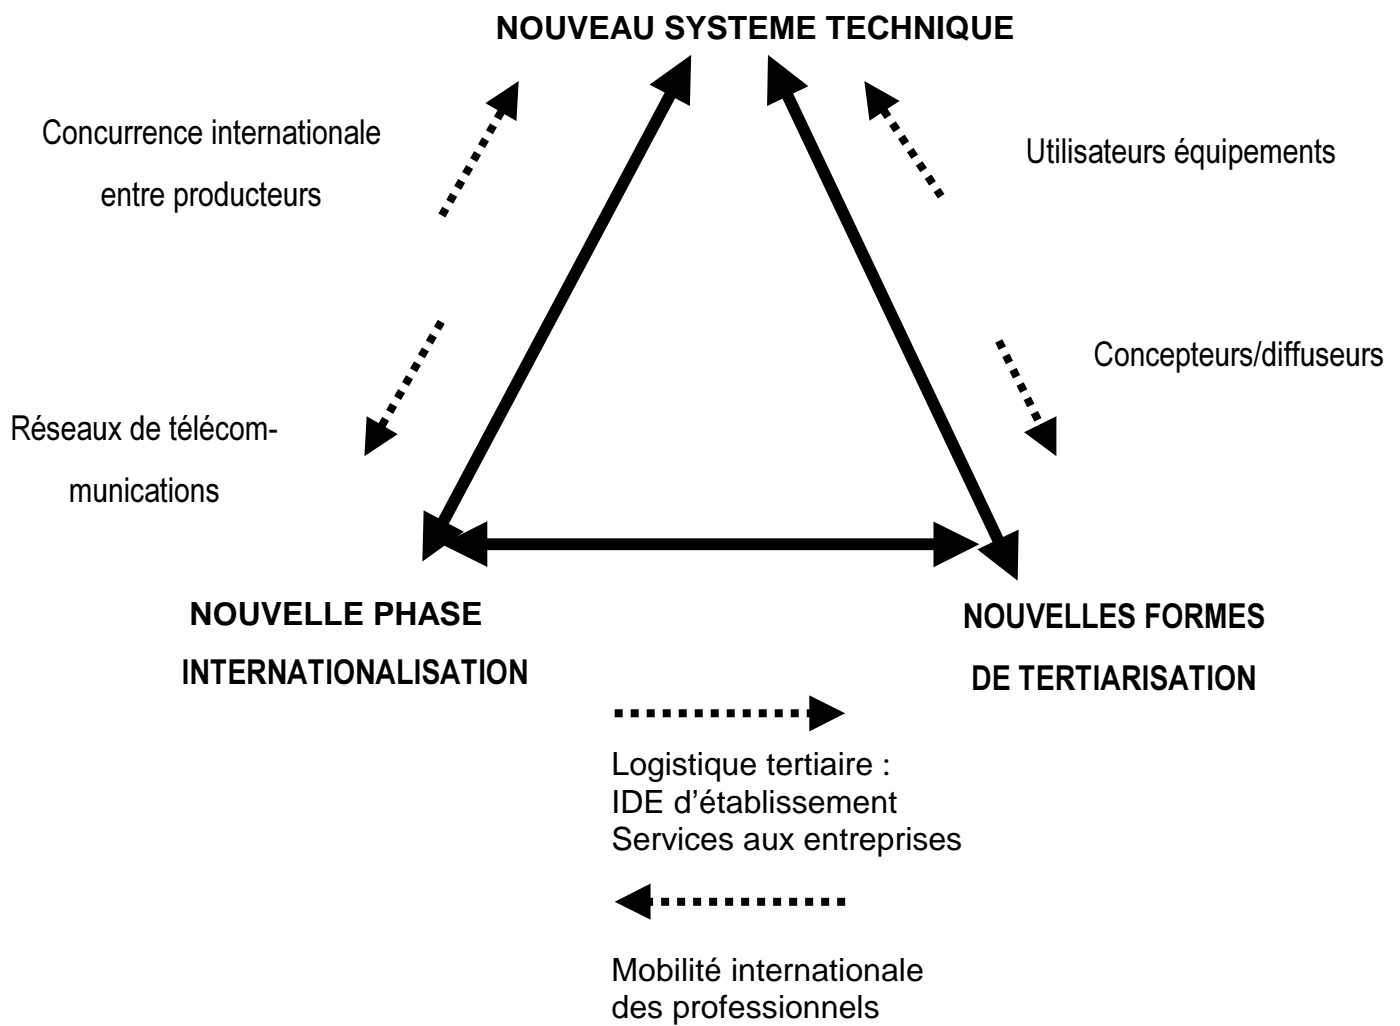 NOUVEAU SYSTEME TECHNIQUE
Concurrence internationale
entre producteurs
Utilisateurs équipements
Concepteurs/diffuseurs
Réseaux de télécom-
munications
NOUVELLE PHASE
INTERNATIONALISATION
NOUVELLES FORMES
DE TERTIARISATION
Logistique tertiaire :
IDE d’établissement
Services aux entreprises
Mobilité internationale
des professionnels